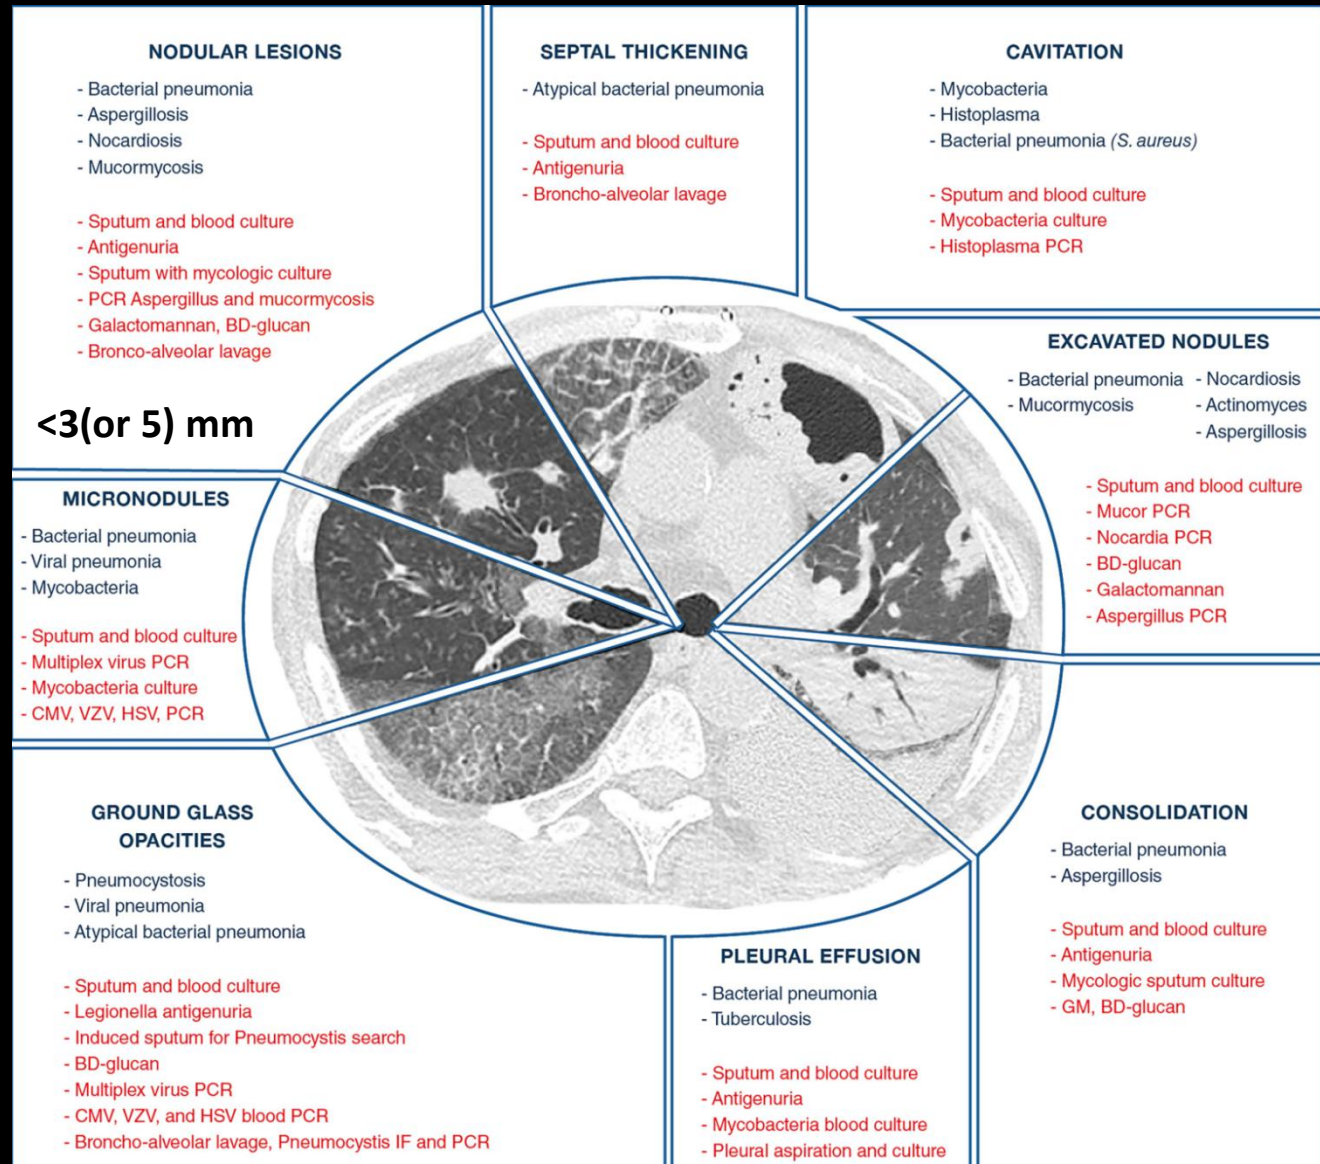 NODULAR LESIONS
- Bacterial pneumonia
- Aspergillosis
- Nocardiosis
- Mucormycosis
- Sputum and blood culture
- Antigenuria
- Sputum with mycologic culture
- PCR Aspergillus and mucormycosis
- Galactomannan, BD-glucan
- Bronco-alveolar lavage
<3(or 5) mm
SEPTAL THICKENING
- Atypical bacterial pneumonia
- Sputum and blood culture
- Antigenuria
- Broncho-alveolar lavage
CAVITATION
- Mycobacteria
- Histoplasma
- Bacterial pneumonia (S. aureus)
- Sputum and blood culture
- Mycobacteria culture
- Histoplasma PCR
EXCAVATED NODULES
- Bacterial pneumonia - Nocardiosis
- Mucormycosis - Actinomyces
- Aspergillosis
- Sputum and blood culture
- Mucor PCR
- Nocardia PCR
- BD-glucan
- Galactomannan
- Aspergillus PCR
MICRONODULES
- Bacterial pneumonia
- Viral pneumonia
- Mycobacteria
- Sputum and blood culture
- Multiplex virus PCR
- Mycobacteria culture
- CMV, VZV, HSV, PCR
GROUND GLASS
OPACITIES
- Pneumocystosis
- Viral pneumonia
- Atypical bacterial pneumonia
- Sputum and blood culture
- Legionella antigenuria
- Induced sputum for Pneumocystis search
- BD-glucan
- Multiplex virus PCR
- CMV, VZV, and HSV blood PCR
- Broncho-alveolar lavage, Pneumocystis IF and PCR
PLEURAL EFFUSION
- Bacterial pneumonia
- Tuberculosis
- Sputum and blood culture
- Antigenuria
- Mycobacteria blood culture
- Pleural aspiration and culture
CONSOLIDATION
- Bacterial pneumonia
- Aspergillosis
- Sputum and blood culture
- Antigenuria
- Mycologic sputum culture
- GM, BD-glucan